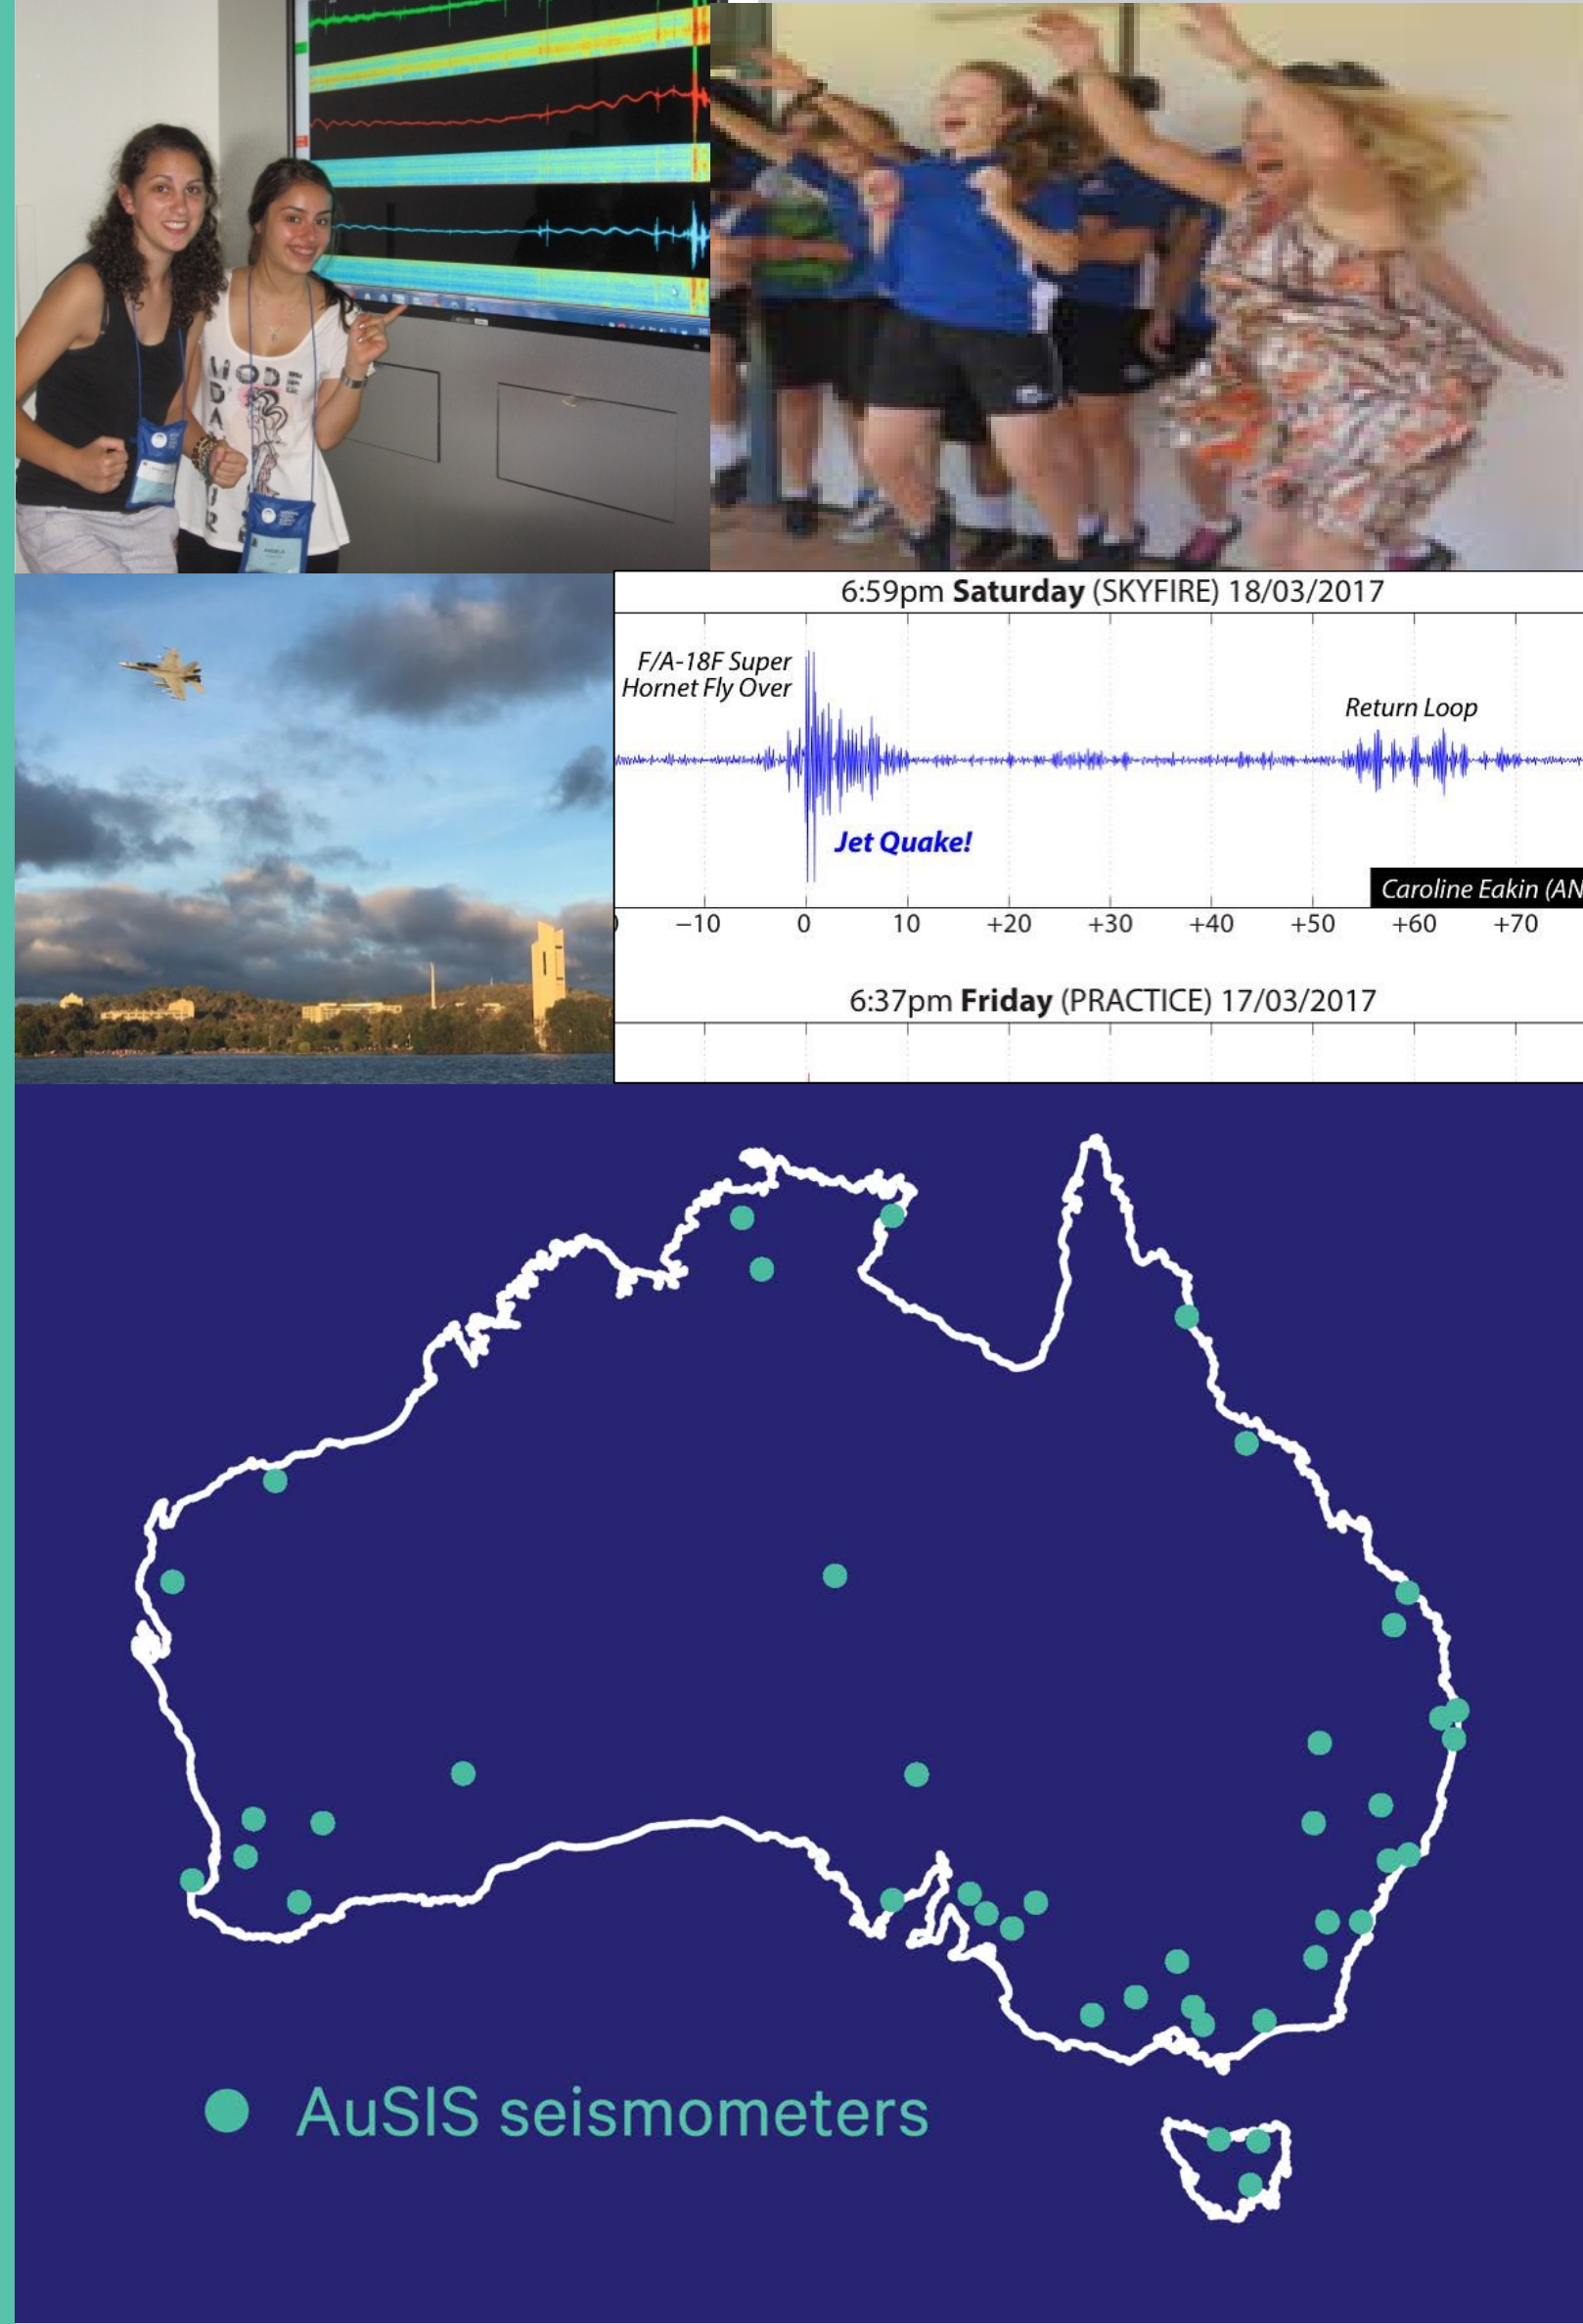 MODE
ANGELA
6:59pm Saturday (SKYFIRE) 18/03/2017
F/A-18F Super
Hornet Fly Over
Return Loop
Jet Quake!
Caroline Eakin (AN
−10 0 10 +20 +30 +40 +50 +60 +70
6:37pm Friday (PRACTICE) 17/03/2017
AuSIS seismometers